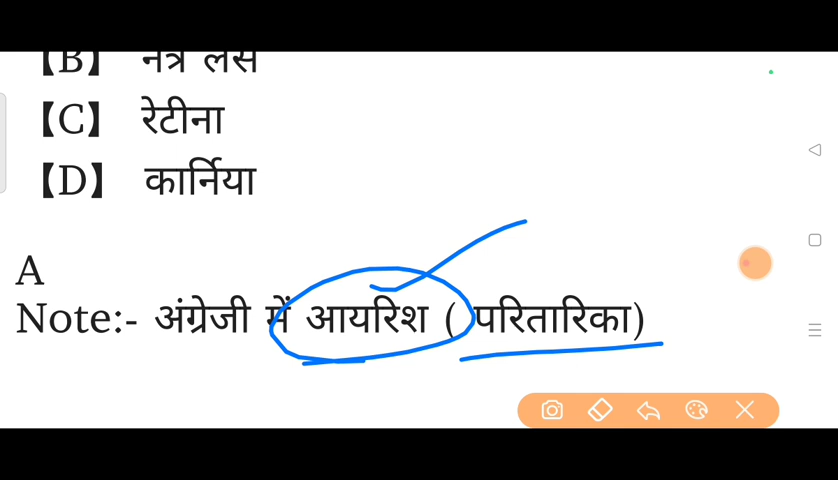 【B】 नेत्र लेंस
【C】 रेटीना
【D】 कार्निया
A
Note:- अंग्रेजी में आयरिश ( परितारिका)